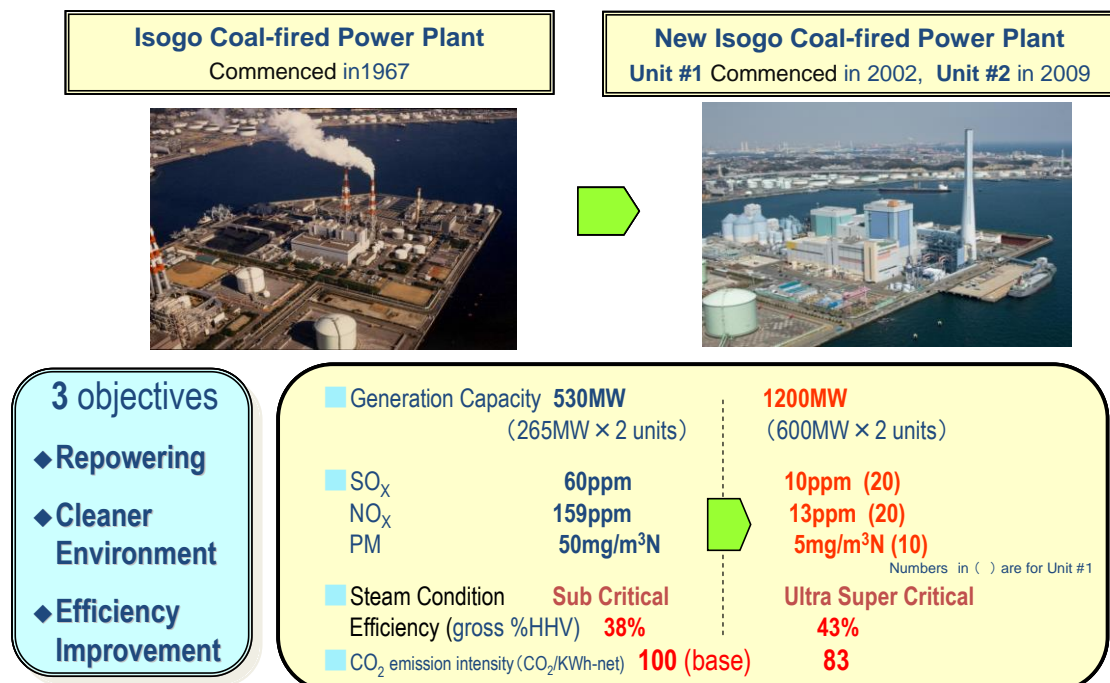 Isogo Coal-fired Power Plant
Commenced in1967
New Isogo Coal-fired Power Plant
Unit #1 Commenced in 2002, Unit #2 in 2009
3 objectives
◆Repowering
◆Cleaner
Environment
◆Efficiency
Improvement
Generation Capacity 530MW 1200MW
(265MW × 2 units) (600MW × 2 units)
SOX 60ppm 10ppm (20)
NOX 159ppm 13ppm (20)
PM 50mg/m³N 5mg/m³N (10)
Numbers in ( ) are for Unit #1
Steam Condition Sub Critical Ultra Super Critical
Efficiency (gross %HHV) 38% 43%
CO2 emission intensity(CO2/KWh-net) 100 (base) 83